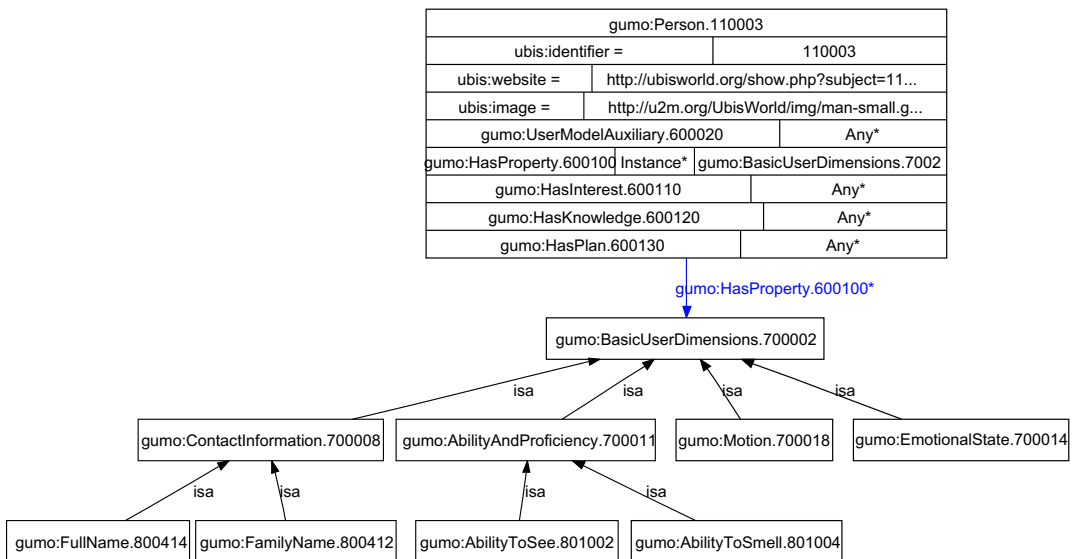 gumo:Person.110003
ubis:identifier = 110003
ubis:website = http://ubisworld.org/show.php?subject=11...
ubis:image = http://u2m.org/UbisWorld/img/man-small.g...
gumo:UserModelAuxiliary.600020 Any*
gumo:HasProperty.600100 Instance* gumo:BasicUserDimensions.7002
gumo:HasInterest.600110 Any*
gumo:HasKnowledge.600120 Any*
gumo:HasPlan.600130 Any*
gumo:HasProperty.600100*
gumo:BasicUserDimensions.700002
isa isa isa isa
gumo:ContactInformation.700008 gumo:AbilityAndProficiency.700011 gumo:Motion.700018 gumo:EmotionalState.700014
isa isa isa isa
gumo:FullName.800414 gumo:FamilyName.800412 gumo:AbilityToSee.801002 gumo:AbilityToSmell.801004